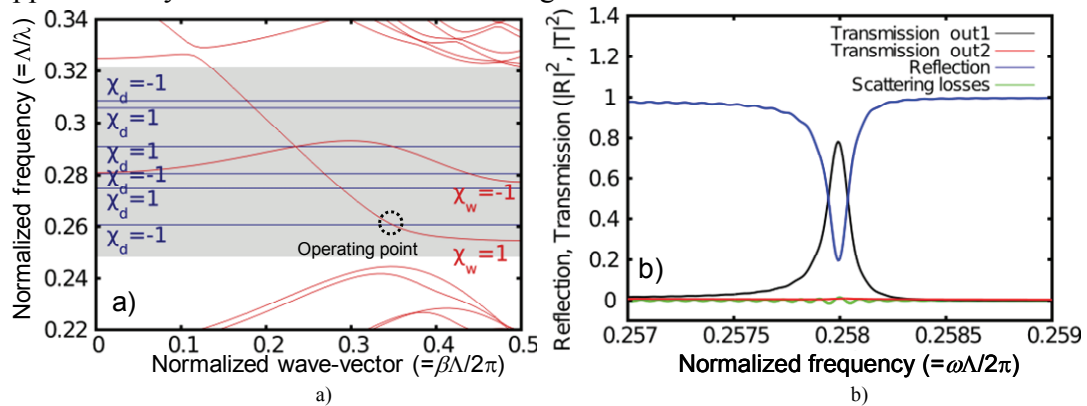 0.34
0.32
0.3
0.28
0.26
0.24
0.22
Normalized frequency (=Λ/λ)
χd=-1
χd=1
χd=1
χd=-1
χd=1
χd=-1
χw=-1
χw=1
Operating point
a)
0
0.1
0.2
0.3
0.4
0.5
Normalized wave-vector (=βΛ/2π)
a)
1.4
1.2
1
0.8
0.6
0.4
0.2
0
Reflection, Transmission (|R|², |T|²)
Transmission out1
Transmission out2
Reflection
Scattering losses
b)
0.257
0.2575
0.258
0.2585
0.259
Normalized frequency (=ωΛ/2π)
b)